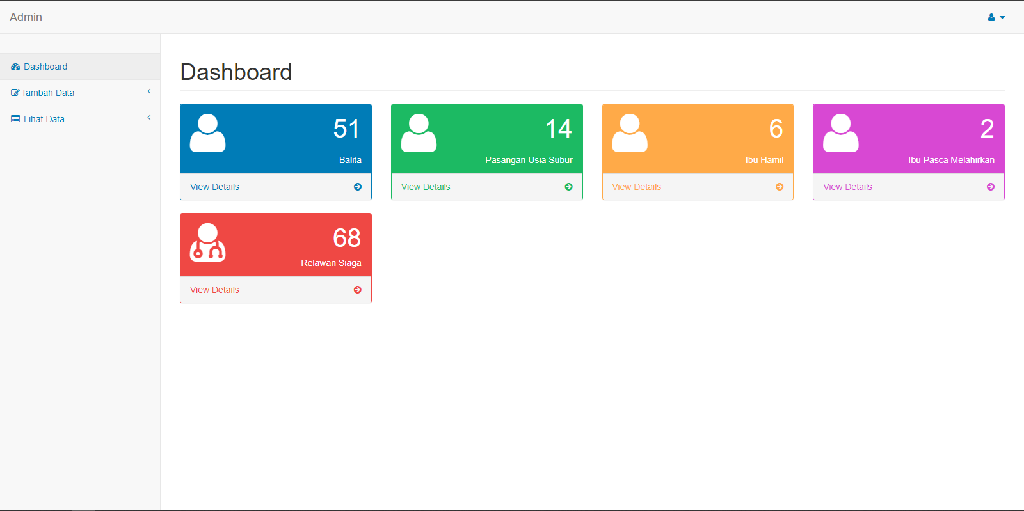 Admin
Dashboard
Tambah Data
Lihat Data
Dashboard
51
Balita
View Details
14
Pasangan Usia Subur
View Details
6
Ibu Hamil
View Details
2
Ibu Pasca Melahirkan
View Details
68
Relawan Siaga
View Details